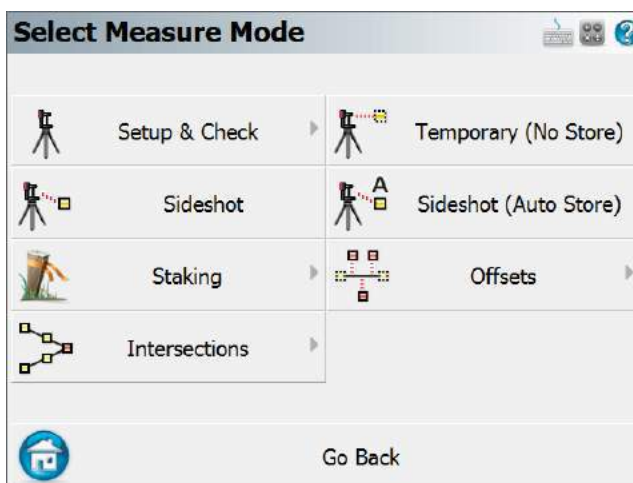 Select Measure Mode
Setup & Check
Temporary (No Store)
Sideshot
A
Sideshot (Auto Store)
Staking
Offsets
Intersections
Go Back